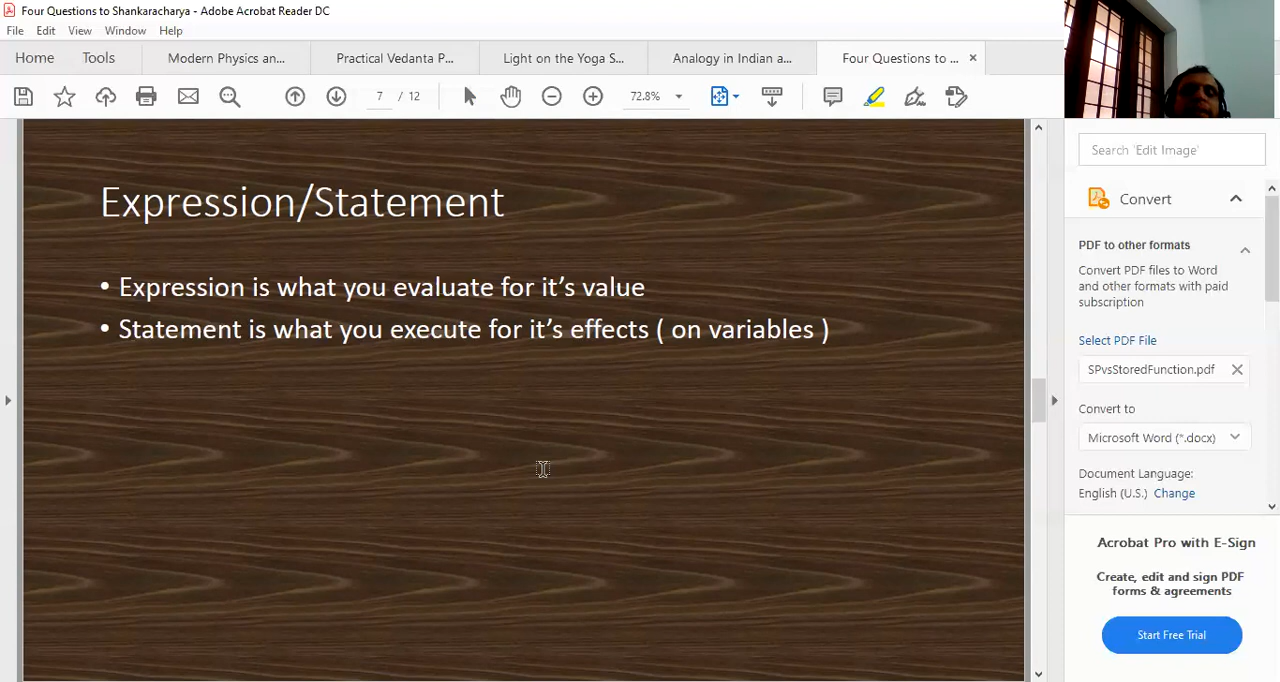 Four Questions to Shankaracharya - Adobe Acrobat Reader DC
File Edit View Window Help
Home Tools Modern Physics an... Practical Vedanta P... Light on the Yoga S... Analogy in Indian a... Four Questions to ... ×
7 / 12 72.8%
Expression/Statement
• Expression is what you evaluate for it’s value
• Statement is what you execute for it’s effects ( on variables )
Search 'Edit Image'
Convert
PDF to other formats
Convert PDF files to Word
and other formats with paid
subscription
Select PDF File
SPvsStoredFunction.pdf
Convert to
Microsoft Word (*.docx)
Document Language:
English (U.S.) Change
Acrobat Pro with E-Sign
Create, edit and sign PDF
forms & agreements
Start Free Trial